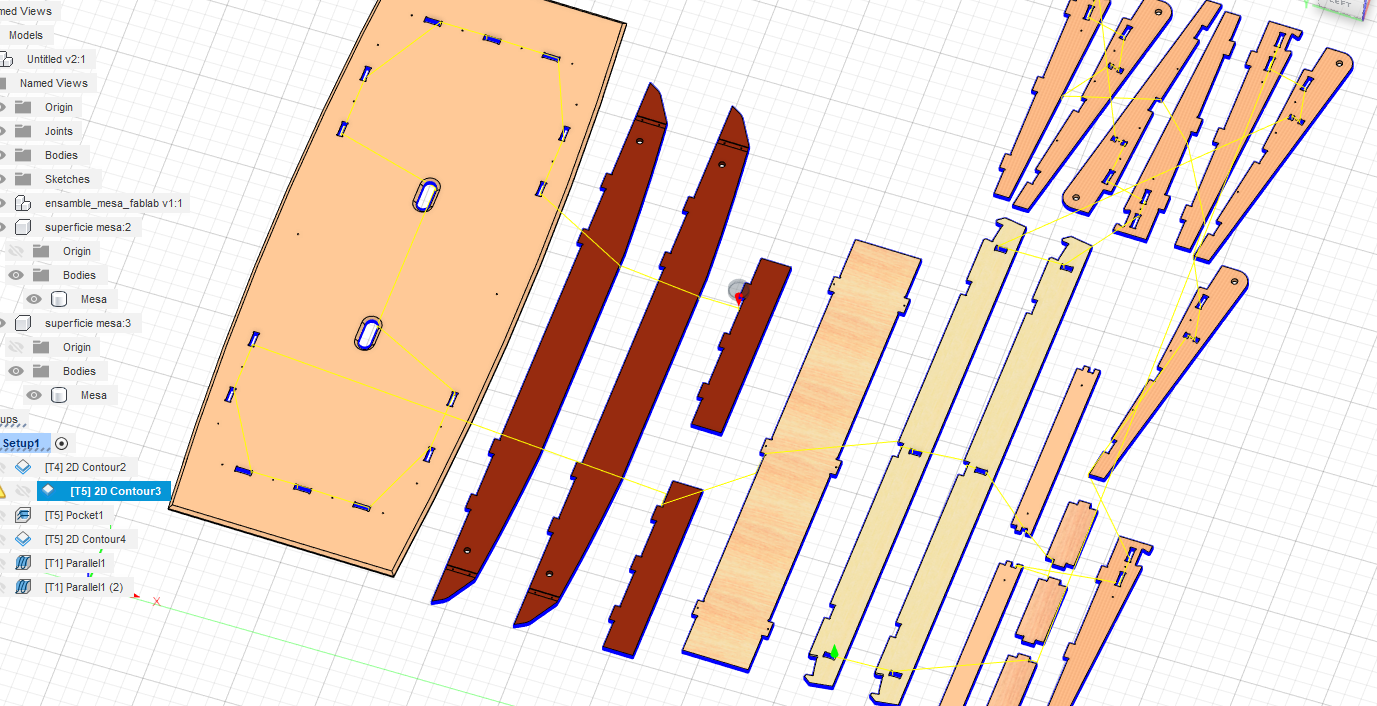 med Views
Models
Untitled v2:1
Named Views
Origin
Joints
Bodies
Sketches
ensamble_mesa_fablab v1:1
superficie mesa:2
Origin
Bodies
Mesa
superficie mesa:3
Origin
Bodies
Mesa
ups
Setup1
[T4] 2D Contour2
[T5] 2D Contour3
[T5] Pocket1
[T5] 2D Contour4
[T1] Parallel1
[T1] Parallel1 (2)
X
LEFT